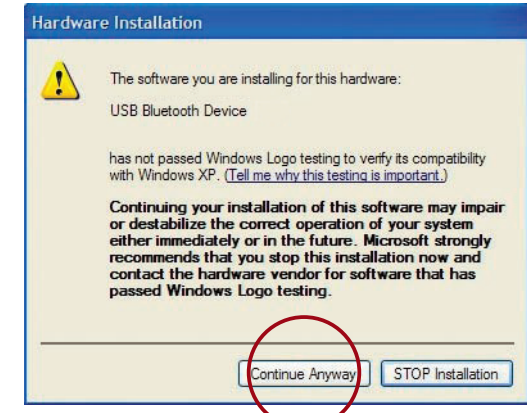 Hardware Installation
The software you are installing for this hardware:
USB Bluetooth Device
has not passed Windows Logo testing to verify its compatibility
with Windows XP. (Tell me why this testing is important.)
Continuing your installation of this software may impair
or destabilize the correct operation of your system
either immediately or in the future. Microsoft strongly
recommends that you stop this installation now and
contact the hardware vendor for software that has
passed Windows Logo testing.
Continue Anyway STOP Installation